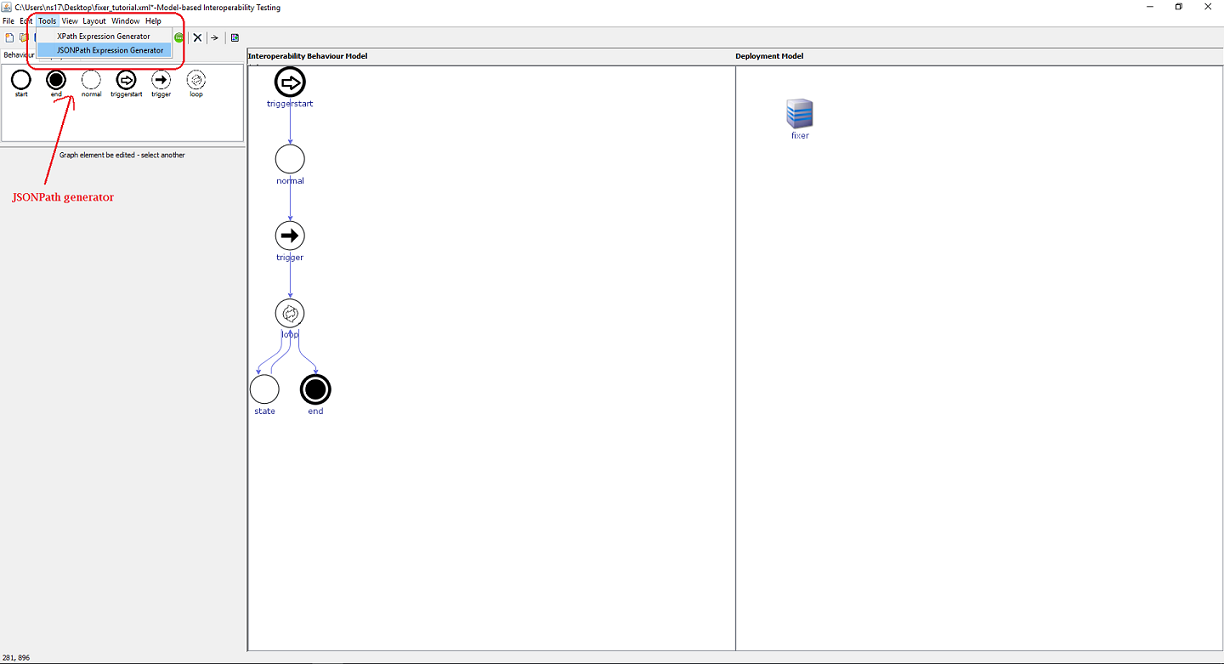 C:\Users\ns17\Desktop\fixer_tutorial.xml*-Model-based Interoperability Testing
File Edit Tools View Layout Window Help
XPath Expression Generator
JSONPath Expression Generator
Behaviour
start end normal triggerstart trigger loop
Graph element be edited - select another
JSONPath generator
Interoperability Behaviour Model
triggerstart
normal
trigger
loop
state end
Deployment Model
fixer
281, 896